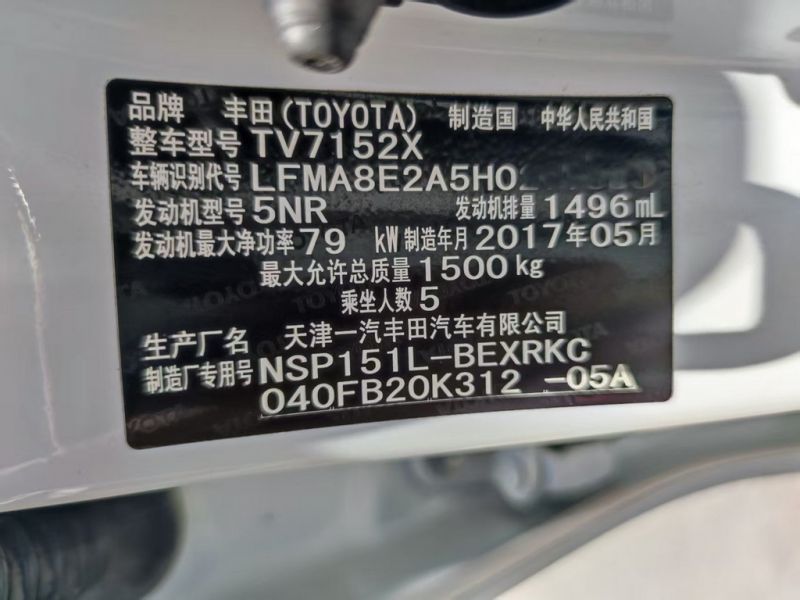 品牌 丰田(TOYOTA) 制造国 中华人民共和国
整车型号 TV7152X
车辆识别代号 LFMA8E2A5H0
发动机型号 5NR 发动机排量 1496 mL
发动机最大净功率 79 kW 制造年月 2017年05月
最大允许总质量 1500 kg
乘坐人数 5
生产厂名 天津一汽丰田汽车有限公司
制造厂专用号 NSP151L-BEXRKC
040FB20K312 -05A